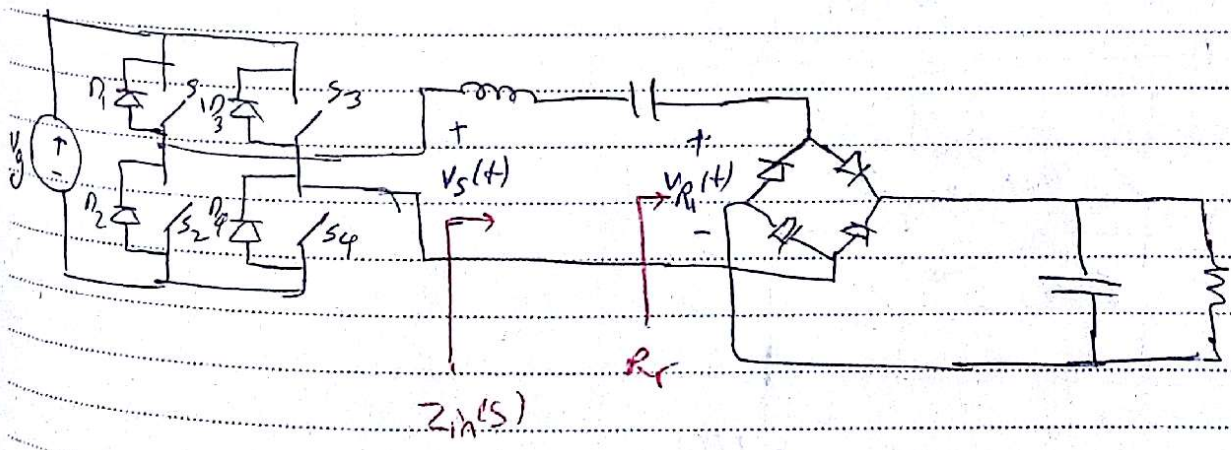 D1
S1
D3
S3
Vg
+
-
D2
S2
D4
S4
+
Vs(t)
+
VR1(t)
-
Zin(s)
Rr